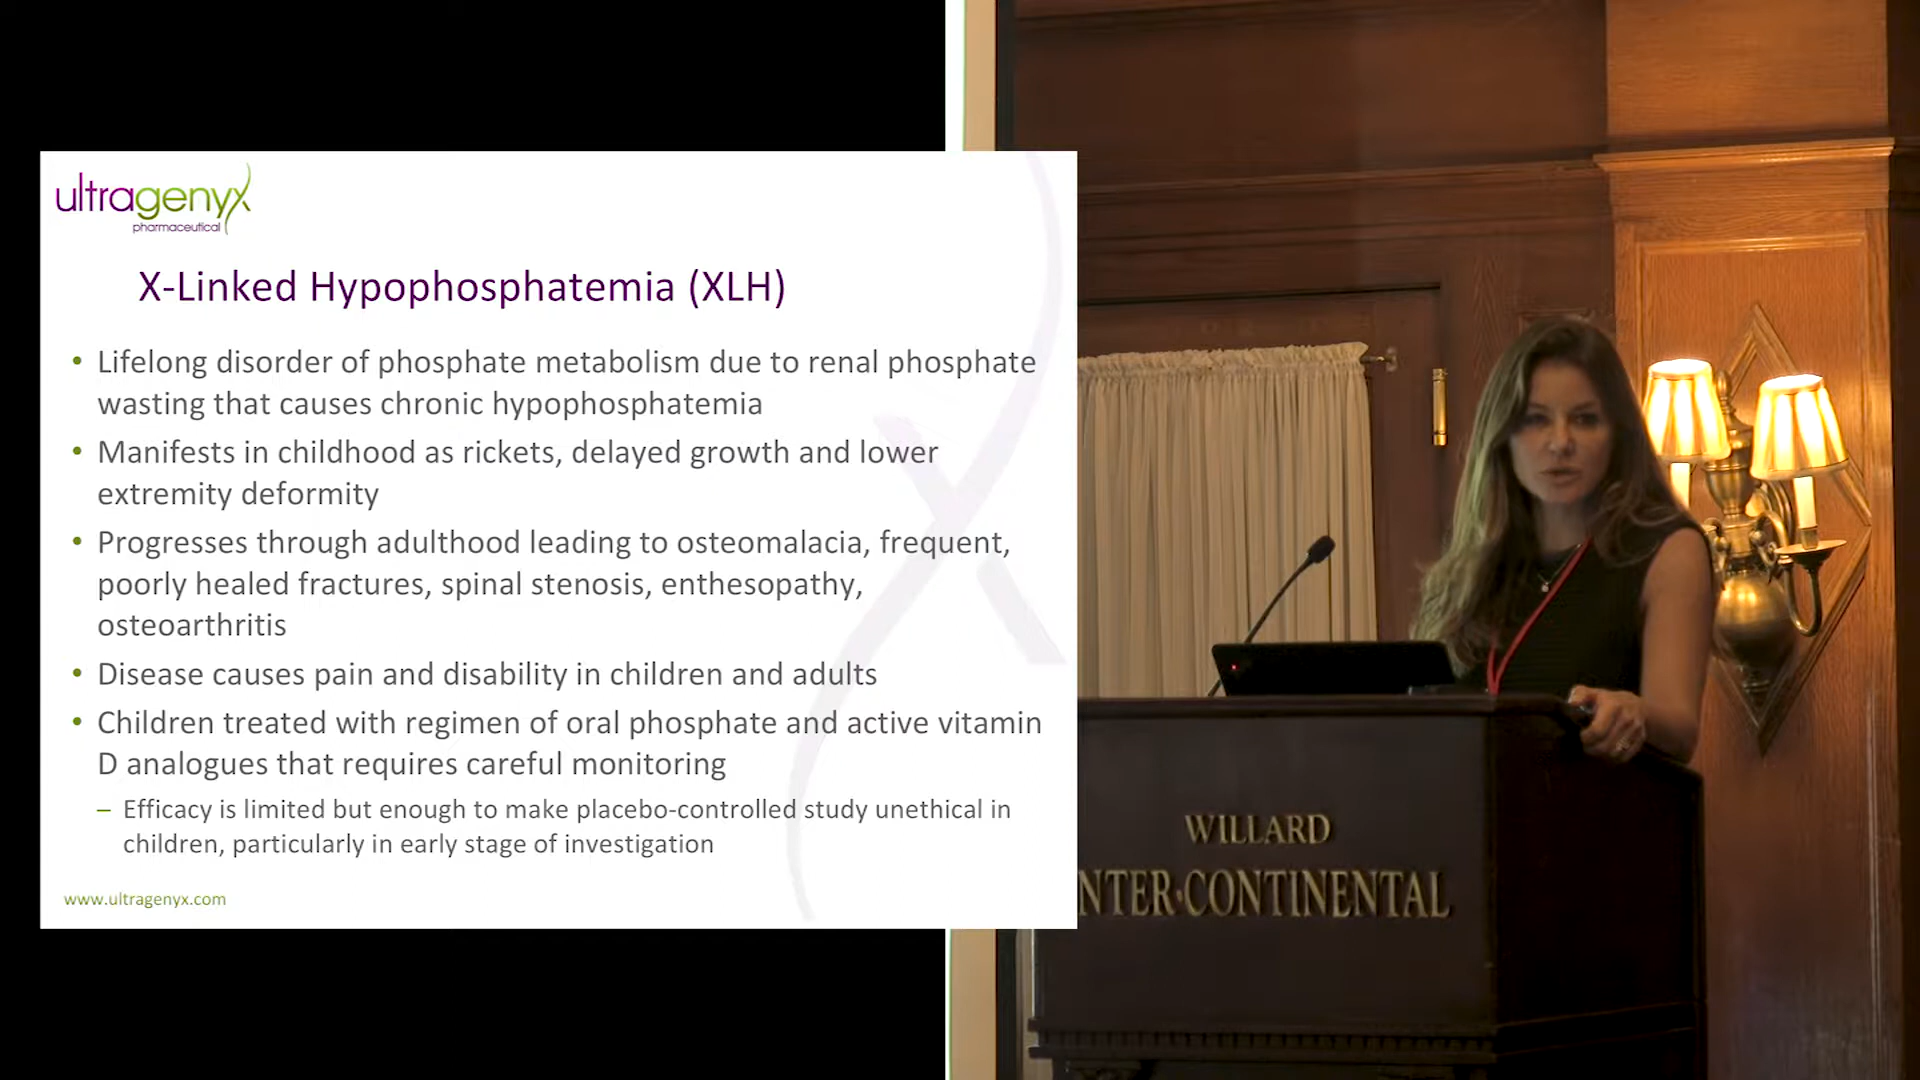 ultragenyx
pharmaceutical
X-Linked Hypophosphatemia (XLH)
• Lifelong disorder of phosphate metabolism due to renal phosphate
wasting that causes chronic hypophosphatemia
• Manifests in childhood as rickets, delayed growth and lower
extremity deformity
• Progresses through adulthood leading to osteomalacia, frequent,
poorly healed fractures, spinal stenosis, enthesopathy,
osteoarthritis
• Disease causes pain and disability in children and adults
• Children treated with regimen of oral phosphate and active vitamin
D analogues that requires careful monitoring
– Efficacy is limited but enough to make placebo-controlled study unethical in
children, particularly in early stage of investigation
www.ultragenyx.com
WILLARD
NTER·CONTINENTAL